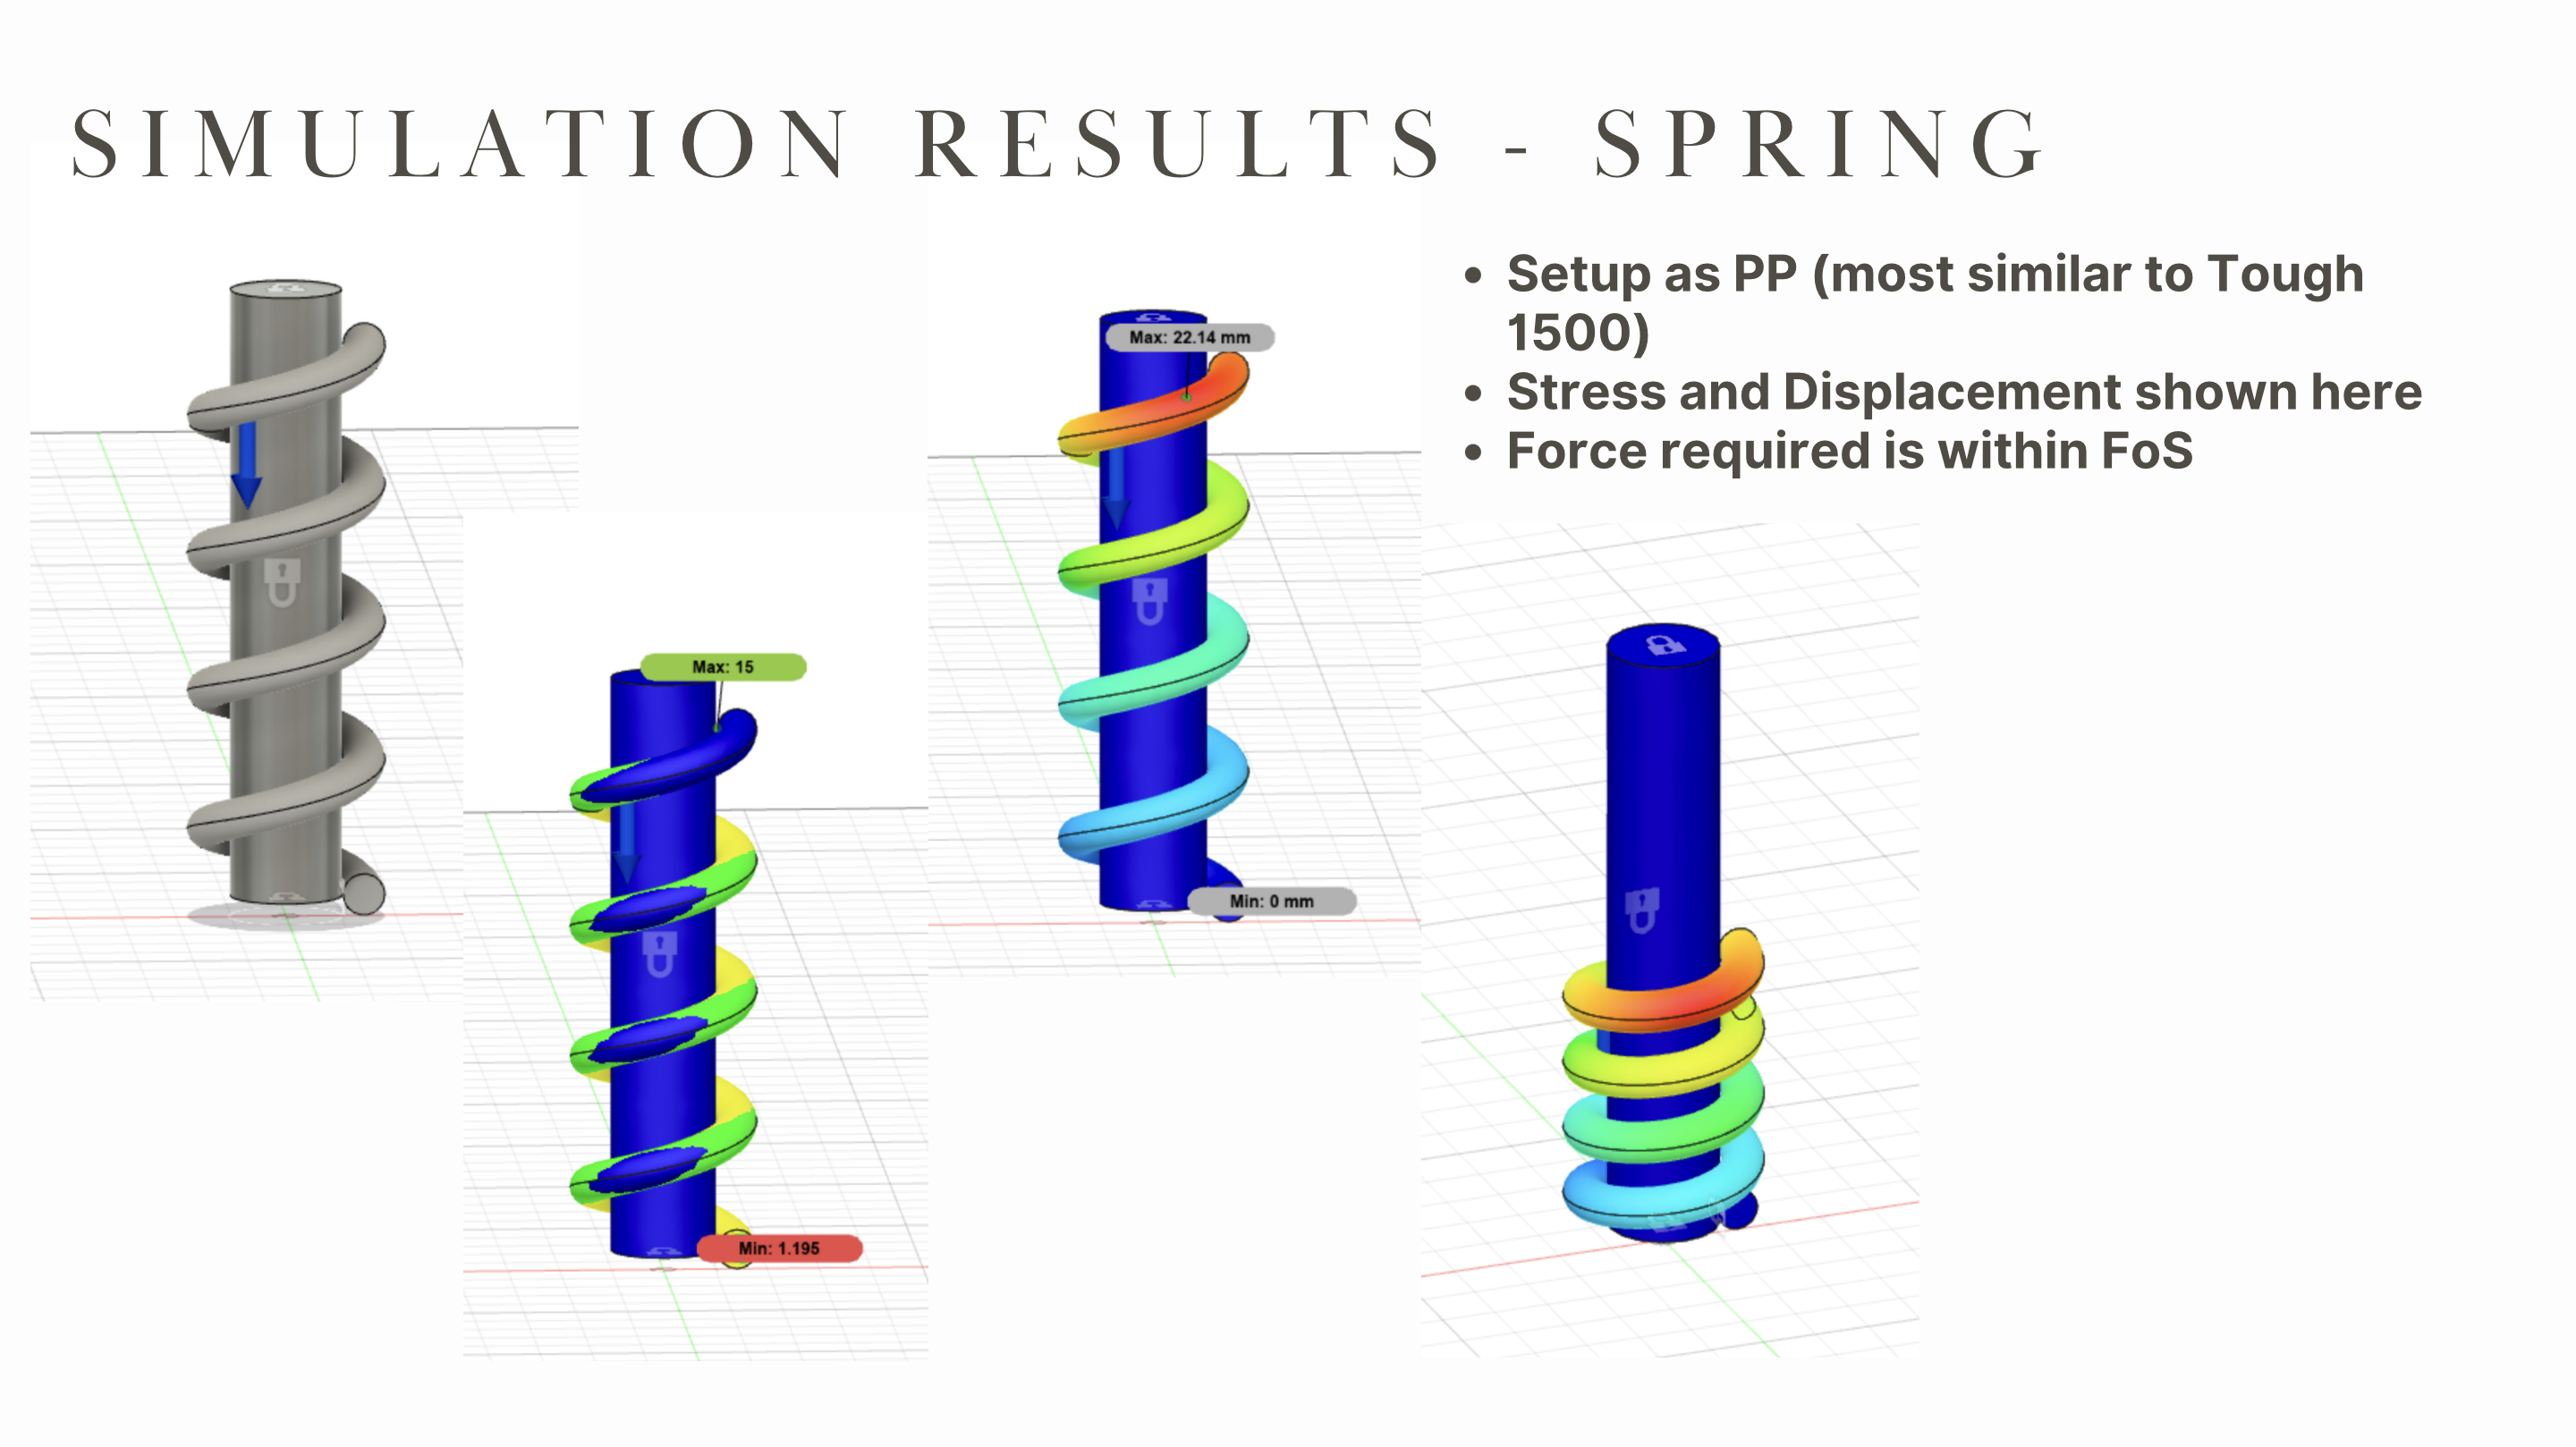 SIMULATION RESULTS - SPRING
• Setup as PP (most similar to Tough
1500)
• Stress and Displacement shown here
• Force required is within FoS
Max: 22.14 mm
Min: 0 mm
Max: 15
Min: 1.195